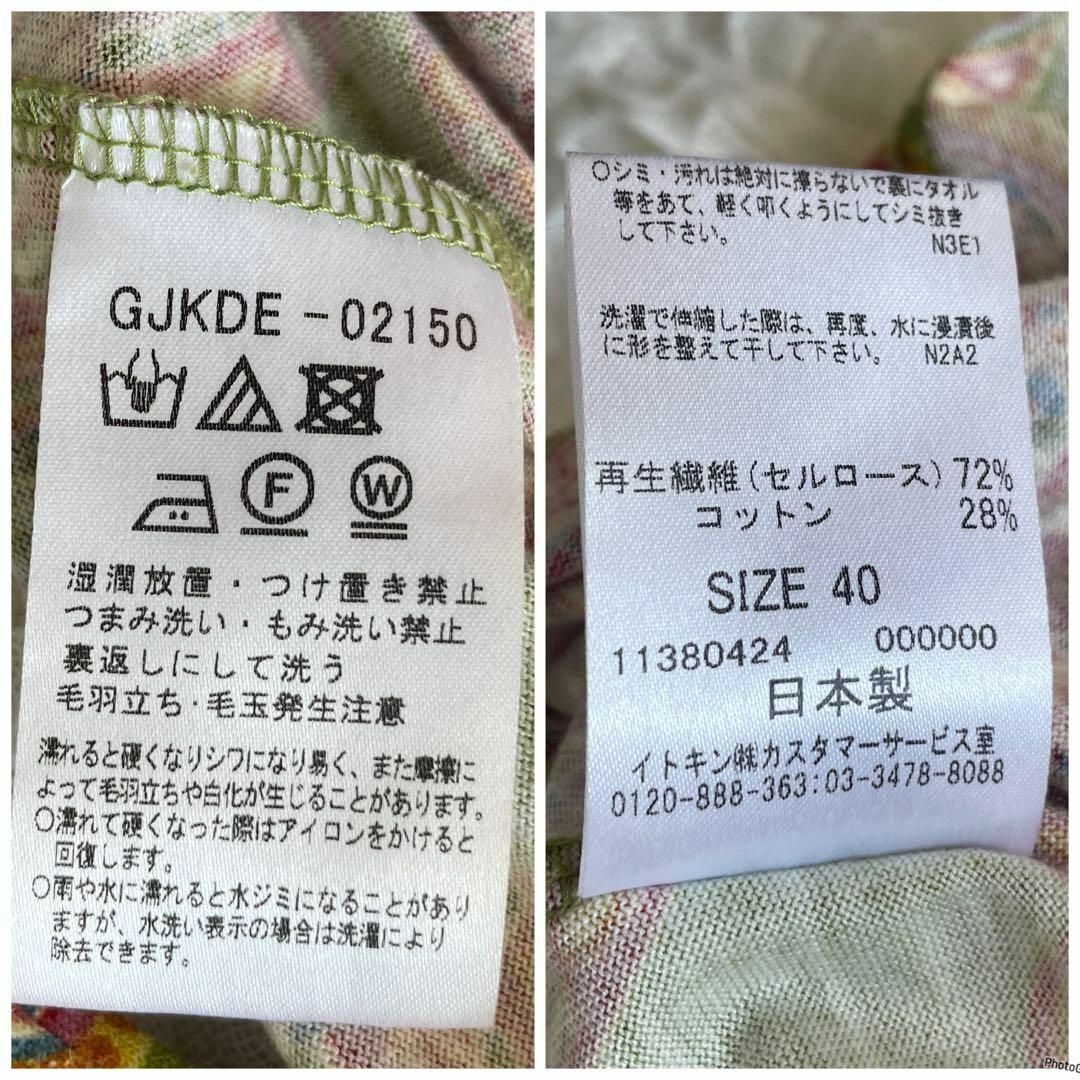 GJKDE-02150
F
W
湿潤放置・つけ置き禁止
つまみ洗い・もみ洗い禁止
裏返しにして洗う
毛羽立ち・毛玉発生注意
濡れると硬くなりシワになり易く、また摩擦に
よって毛羽立ちや白化が生じることがあります。
○濡れて硬くなった際はアイロンをかけると
回復します。
○雨や水に濡れると水ジミになることがあり
ますが、水洗い表示の場合は洗濯により
除去できます。
○シミ・汚れは絶対に擦らないで裏にタオル
等をあて、軽く叩くようにしてシミ抜き
して下さい。 N3E1
洗濯で伸縮した際は、再度、水に浸漬後
に形を整えて干して下さい。 N2A2
再生繊維(セルロース) 72%
コットン 28%
SIZE 40
11380424 000000
日本製
イトキン㈱カスタマーサービス室
0120-888-363:03-3478-8088
PhotoG